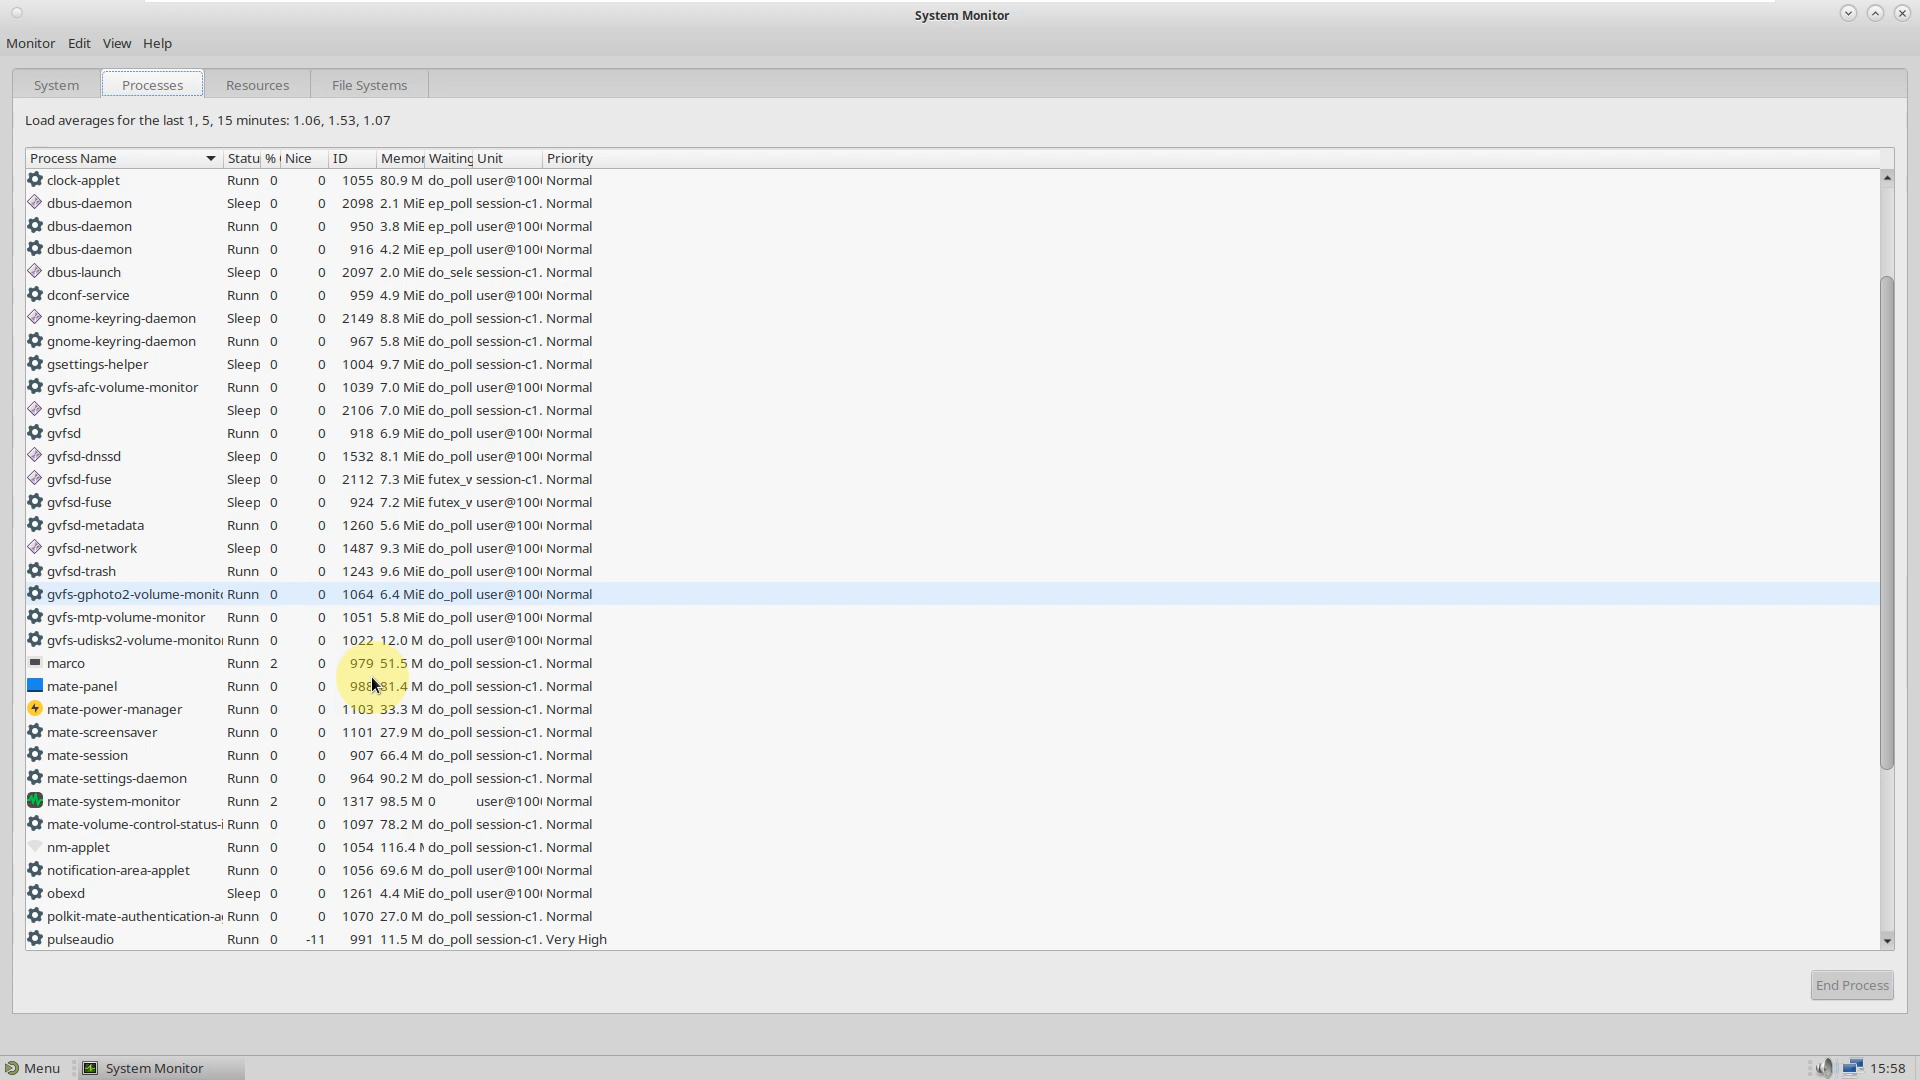 System Monitor
Monitor Edit View Help
System Processes Resources File Systems
Load averages for the last 1, 5, 15 minutes: 1.06, 1.53, 1.07
Process Name Statu % Nice ID Memor Waiting Unit Priority
clock-applet Runn 0 0 1055 80.9 M do_poll user@100 Normal
dbus-daemon Sleep 0 0 2098 2.1 MiE ep_poll session-c1. Normal
dbus-daemon Runn 0 0 950 3.8 MiE ep_poll user@100 Normal
dbus-daemon Runn 0 0 916 4.2 MiE ep_poll user@100 Normal
dbus-launch Sleep 0 0 2097 2.0 MiE do_sele session-c1. Normal
dconf-service Runn 0 0 959 4.9 MiE do_poll user@100 Normal
gnome-keyring-daemon Sleep 0 0 2149 8.8 MiE do_poll session-c1. Normal
gnome-keyring-daemon Runn 0 0 967 5.8 MiE do_poll session-c1. Normal
gsettings-helper Sleep 0 0 1004 9.7 MiE do_poll session-c1. Normal
gvfs-afc-volume-monitor Runn 0 0 1039 7.0 MiE do_poll user@100 Normal
gvfsd Sleep 0 0 2106 7.0 MiE do_poll session-c1. Normal
gvfsd Runn 0 0 918 6.9 MiE do_poll user@100 Normal
gvfsd-dnssd Sleep 0 0 1532 8.1 MiE do_poll user@100 Normal
gvfsd-fuse Sleep 0 0 2112 7.3 MiE futex_w session-c1. Normal
gvfsd-fuse Sleep 0 0 924 7.2 MiE futex_w user@100 Normal
gvfsd-metadata Runn 0 0 1260 5.6 MiE do_poll user@100 Normal
gvfsd-network Sleep 0 0 1487 9.3 MiE do_poll user@100 Normal
gvfsd-trash Runn 0 0 1243 9.6 MiE do_poll user@100 Normal
gvfs-gphoto2-volume-monito Runn 0 0 1064 6.4 MiE do_poll user@100 Normal
gvfs-mtp-volume-monitor Runn 0 0 1051 5.8 MiE do_poll user@100 Normal
gvfs-udisks2-volume-monitor Runn 0 0 1022 12.0 M do_poll user@100 Normal
marco Runn 2 0 979 51.5 M do_poll session-c1. Normal
mate-panel Runn 0 0 988 81.4 M do_poll session-c1. Normal
mate-power-manager Runn 0 0 1103 33.3 M do_poll session-c1. Normal
mate-screensaver Runn 0 0 1101 27.9 M do_poll session-c1. Normal
mate-session Runn 0 0 907 66.4 M do_poll session-c1. Normal
mate-settings-daemon Runn 0 0 964 90.2 M do_poll session-c1. Normal
mate-system-monitor Runn 2 0 1317 98.5 M 0 user@100 Normal
mate-volume-control-status-i Runn 0 0 1097 78.2 M do_poll session-c1. Normal
nm-applet Runn 0 0 1054 116.4 M do_poll session-c1. Normal
notification-area-applet Runn 0 0 1056 69.6 M do_poll user@100 Normal
obexd Sleep 0 0 1261 4.4 MiE do_poll user@100 Normal
polkit-mate-authentication-a Runn 0 0 1070 27.0 M do_poll session-c1. Normal
pulseaudio Runn 0 -11 991 11.5 M do_poll session-c1. Very High
End Process
Menu System Monitor 15:58